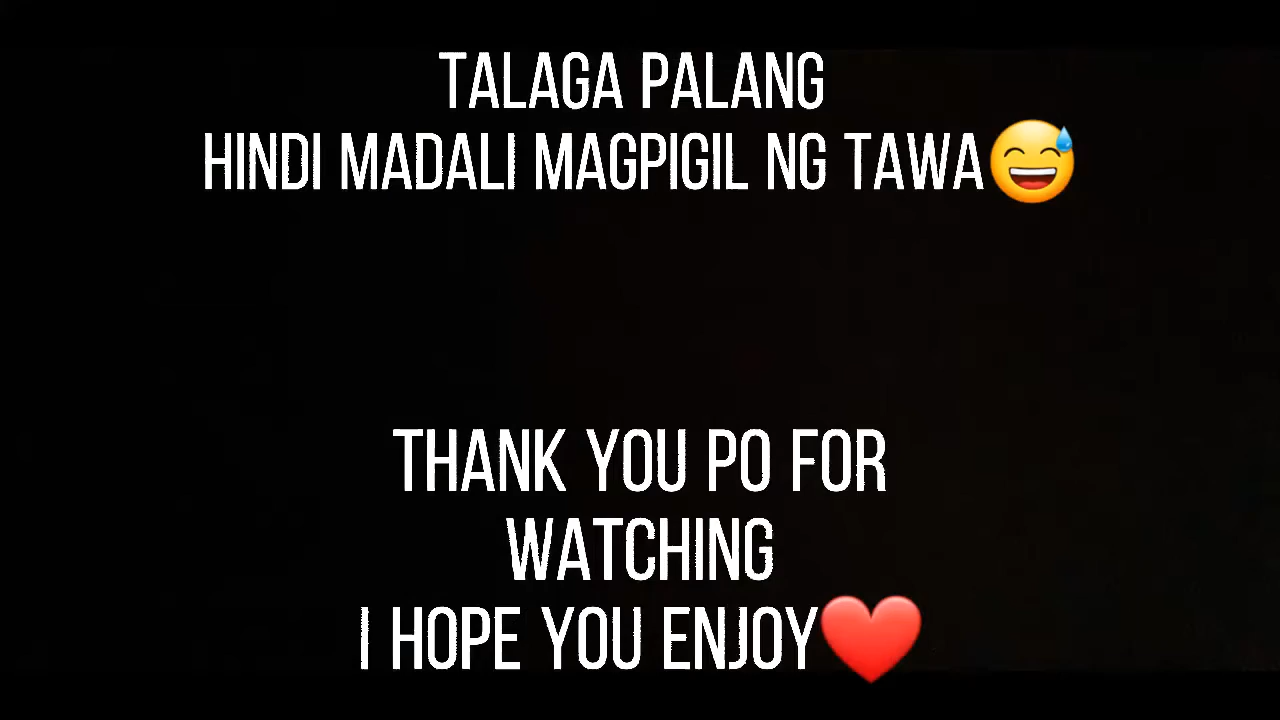 TALAGA PALANG
HINDI MADALI MAGPIGIL NG TAWA😅
THANK YOU PO FOR
WATCHING
I HOPE YOU ENJOY❤️